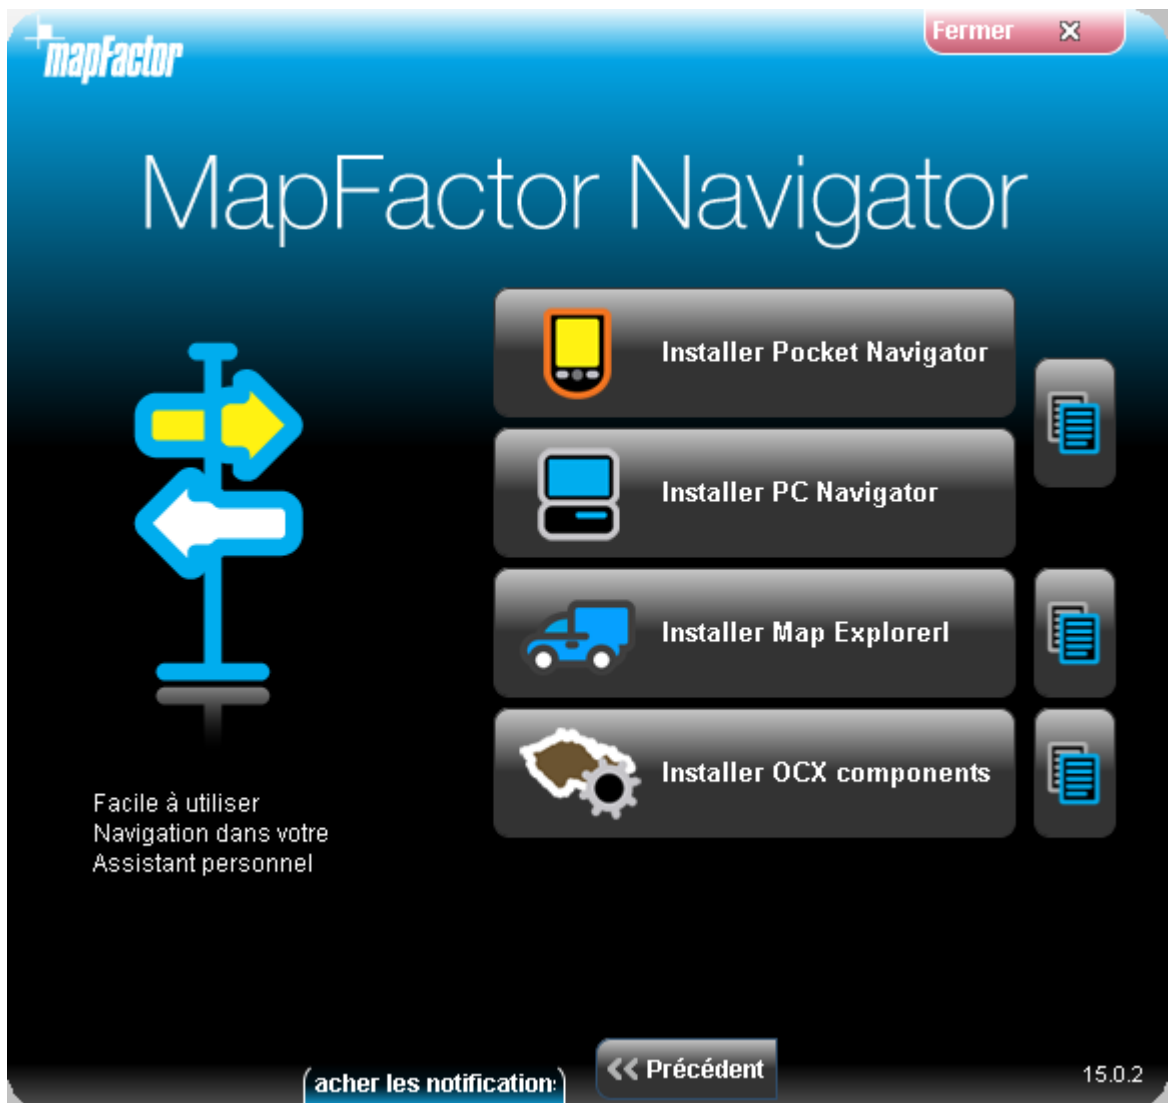 mapFactor
Fermer
MapFactor Navigator
Installer Pocket Navigator
Installer PC Navigator
Installer Map Explorerl
Installer OCX components
Facile à utiliser
Navigation dans votre
Assistant personnel
acher les notification
Précédent
15.0.2